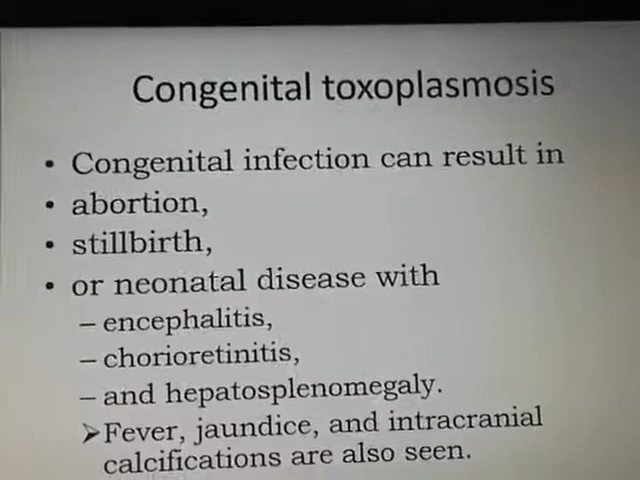 Congenital toxoplasmosis
• Congenital infection can result in
• abortion,
• stillbirth,
• or neonatal disease with
– encephalitis,
– chorioretinitis,
– and hepatosplenomegaly.
➢Fever, jaundice, and intracranial
calcifications are also seen.